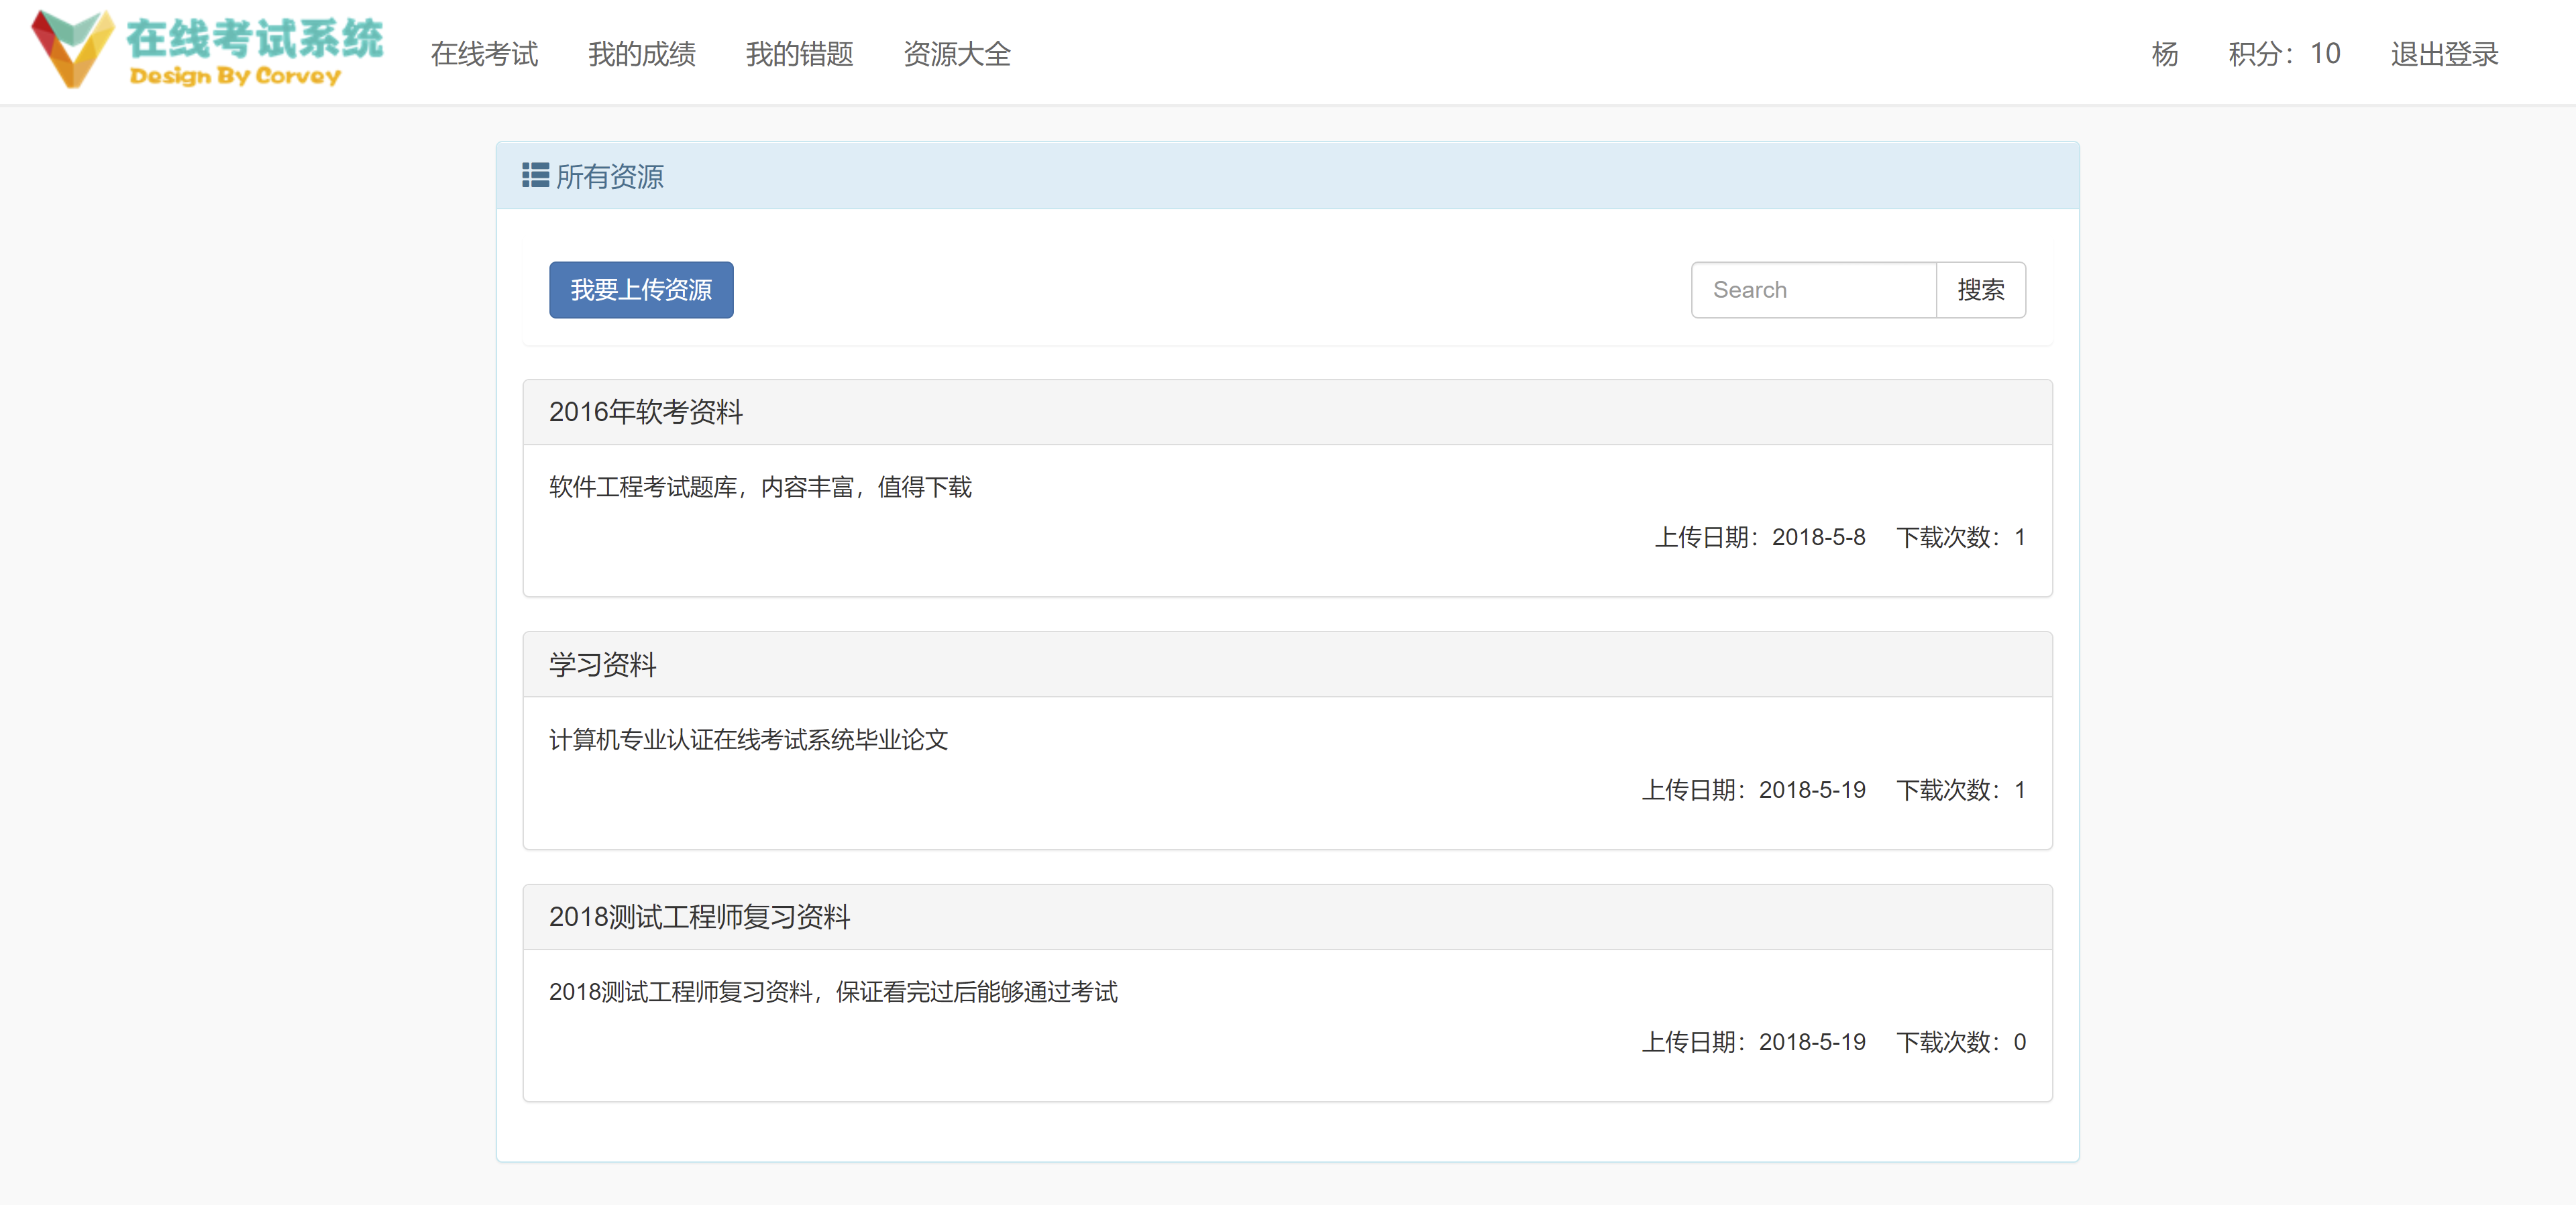 在线考试系统
Design By Corvey
在线考试 我的成绩 我的错题 资源大全 杨 积分：10 退出登录
所有资源
我要上传资源 Search 搜索
2016年软考资料
软件工程考试题库，内容丰富，值得下载
上传日期：2018-5-8 下载次数：1
学习资料
计算机专业认证在线考试系统毕业论文
上传日期：2018-5-19 下载次数：1
2018测试工程师复习资料
2018测试工程师复习资料，保证看完过后能够通过考试
上传日期：2018-5-19 下载次数：0